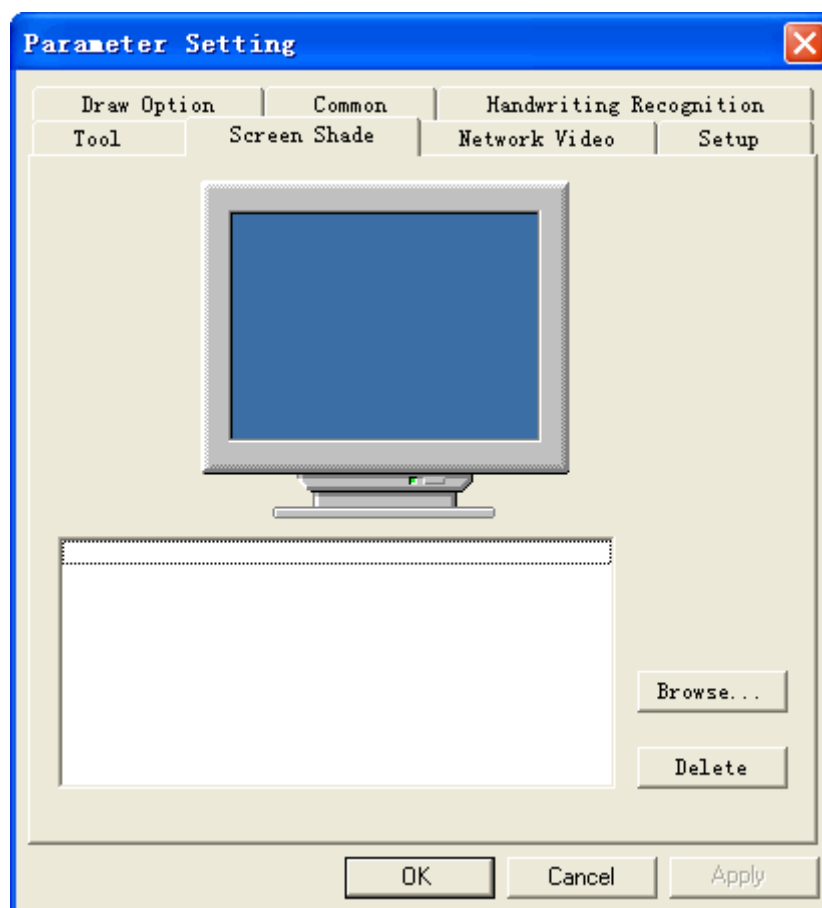 Parameter Setting
Draw Option Common Handwriting Recognition
Tool Screen Shade Network Video Setup
Browse...
Delete
OK Cancel Apply